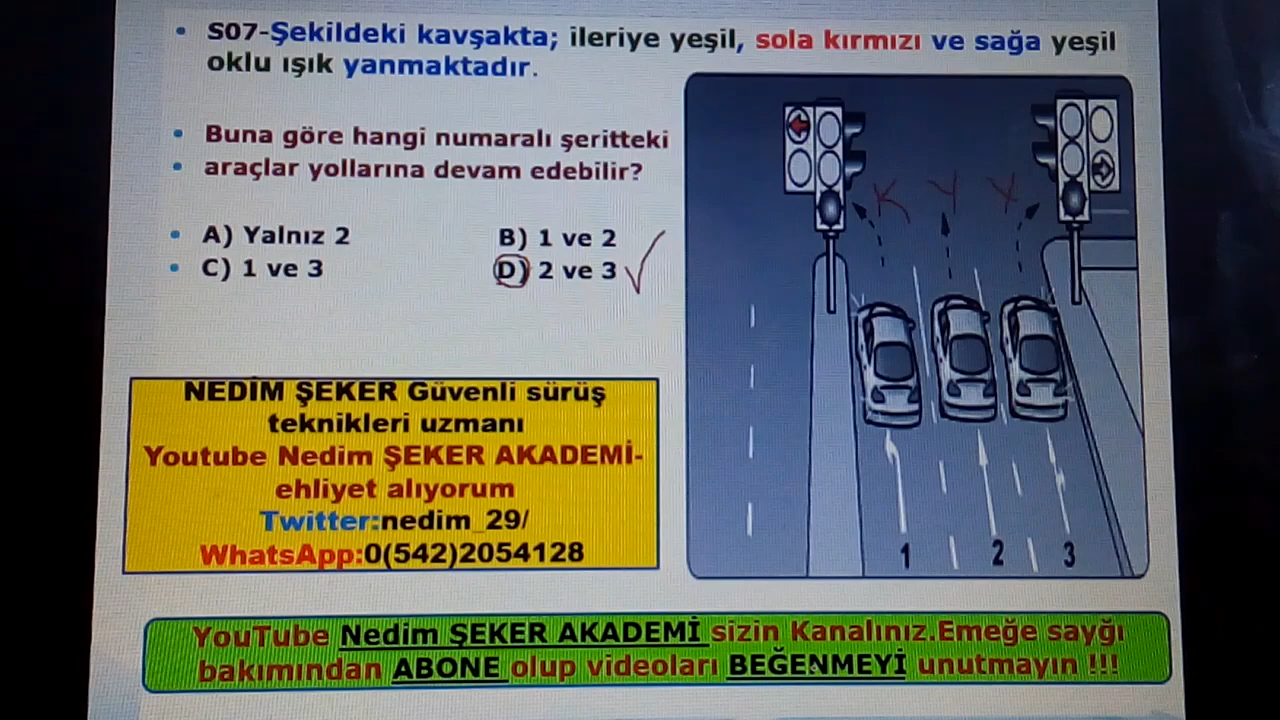 S07-Şekildeki kavşakta; ileriye yeşil, sola kırmızı ve sağa yeşil
oklu ışık yanmaktadır.
Buna göre hangi numaralı şeritteki
araçlar yollarına devam edebilir?
A) Yalnız 2
B) 1 ve 2
C) 1 ve 3
D) 2 ve 3
K Y Y
1 2 3
NEDİM ŞEKER Güvenli sürüş
teknikleri uzmanı
Youtube Nedim ŞEKER AKADEMİ-
ehliyet alıyorum
Twitter:nedim_29/
WhatsApp:0(542)2054128
YouTube Nedim ŞEKER AKADEMİ sizin Kanalınız.Emeğe sayğı
bakımından ABONE olup videoları BEĞENMEYİ unutmayın !!!